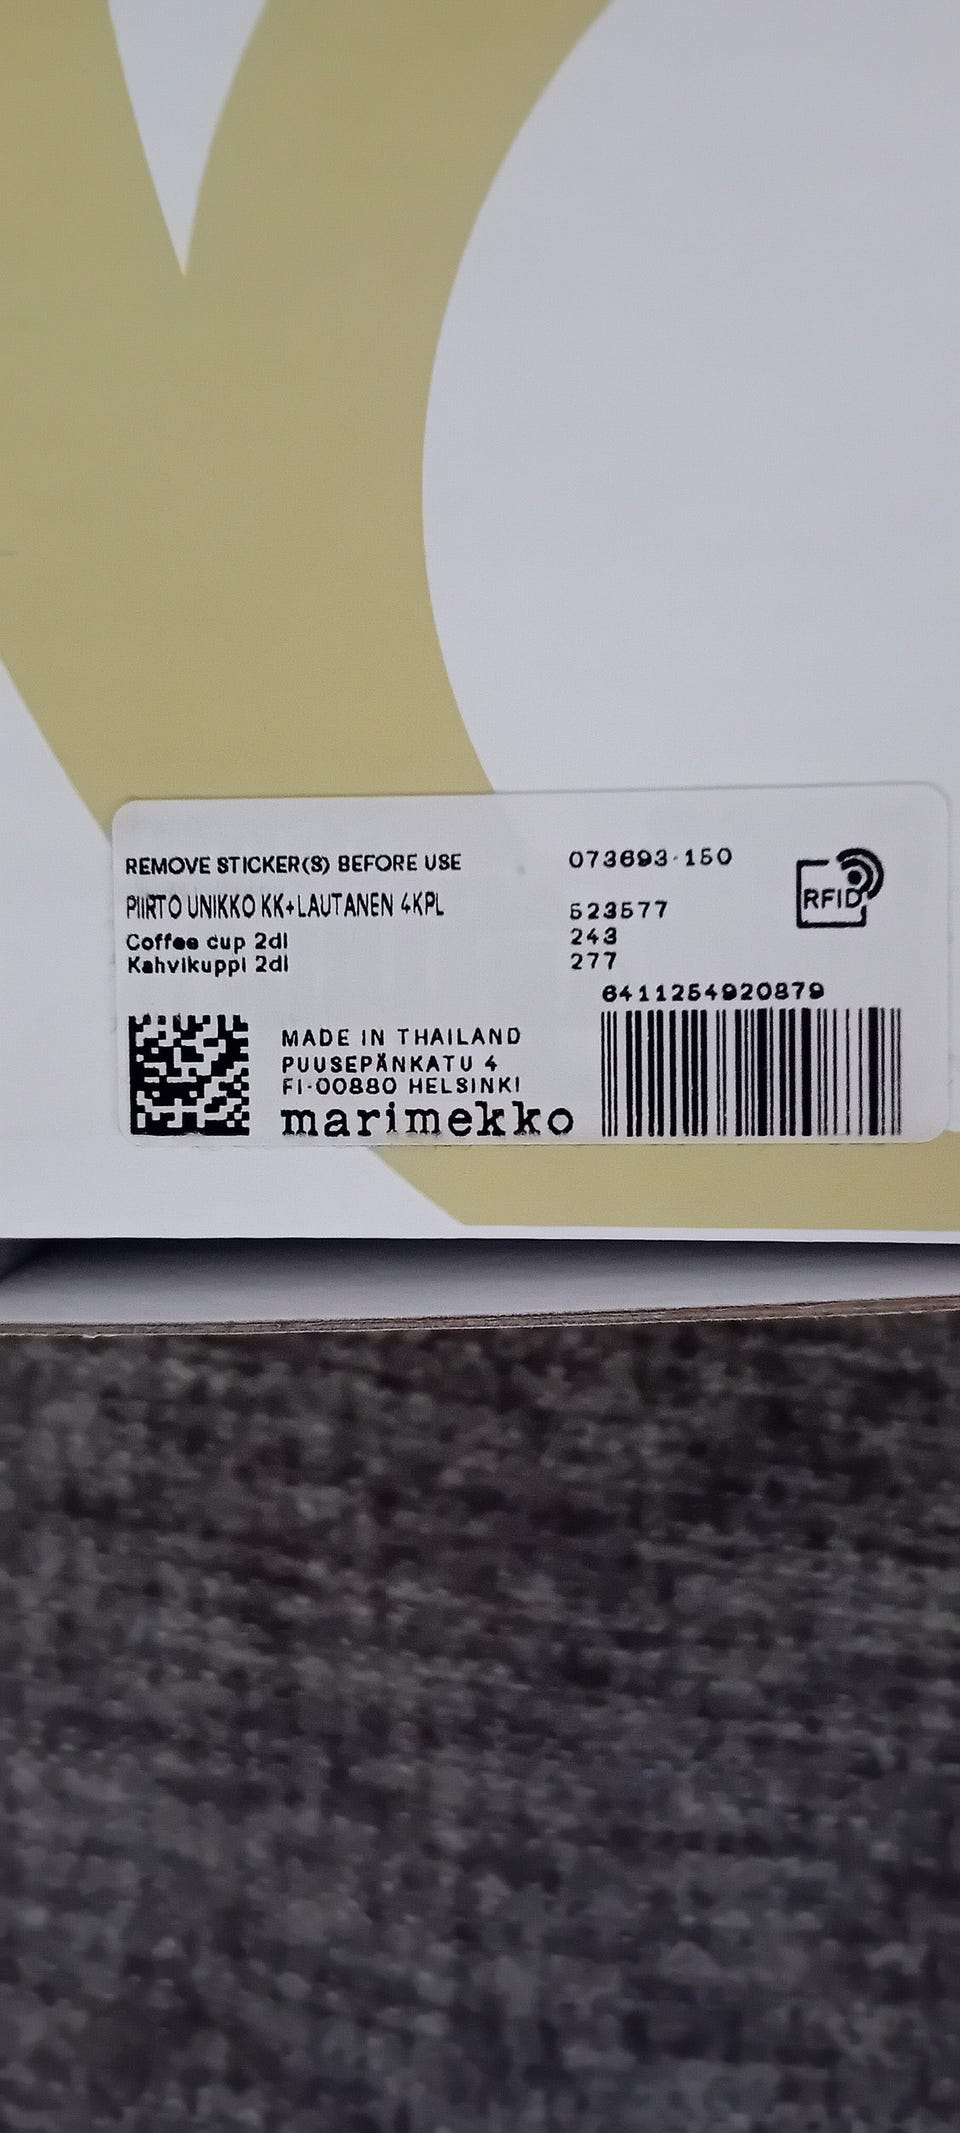 REMOVE STICKER(S) BEFORE USE
PIIRTO UNIKKO KK+LAUTANEN 4KPL
Coffee cup 2dl
Kahvikuppi 2dl
073693-150
523577
243
277
RFID
6411254920879
MADE IN THAILAND
PUUSEPÄNKATU 4
FI-00880 HELSINKI
marimekko